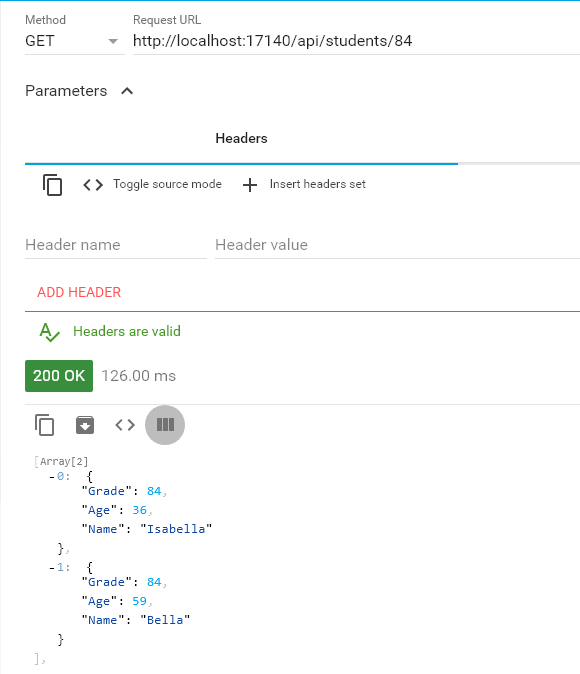 Method Request URL
GET http://localhost:17140/api/students/84
Parameters
Headers
Toggle source mode Insert headers set
Header name Header value
ADD HEADER
Headers are valid
200 OK 126.00 ms
[Array[2]
-0: {
"Grade": 84,
"Age": 36,
"Name": "Isabella"
},
-1: {
"Grade": 84,
"Age": 59,
"Name": "Bella"
}
],